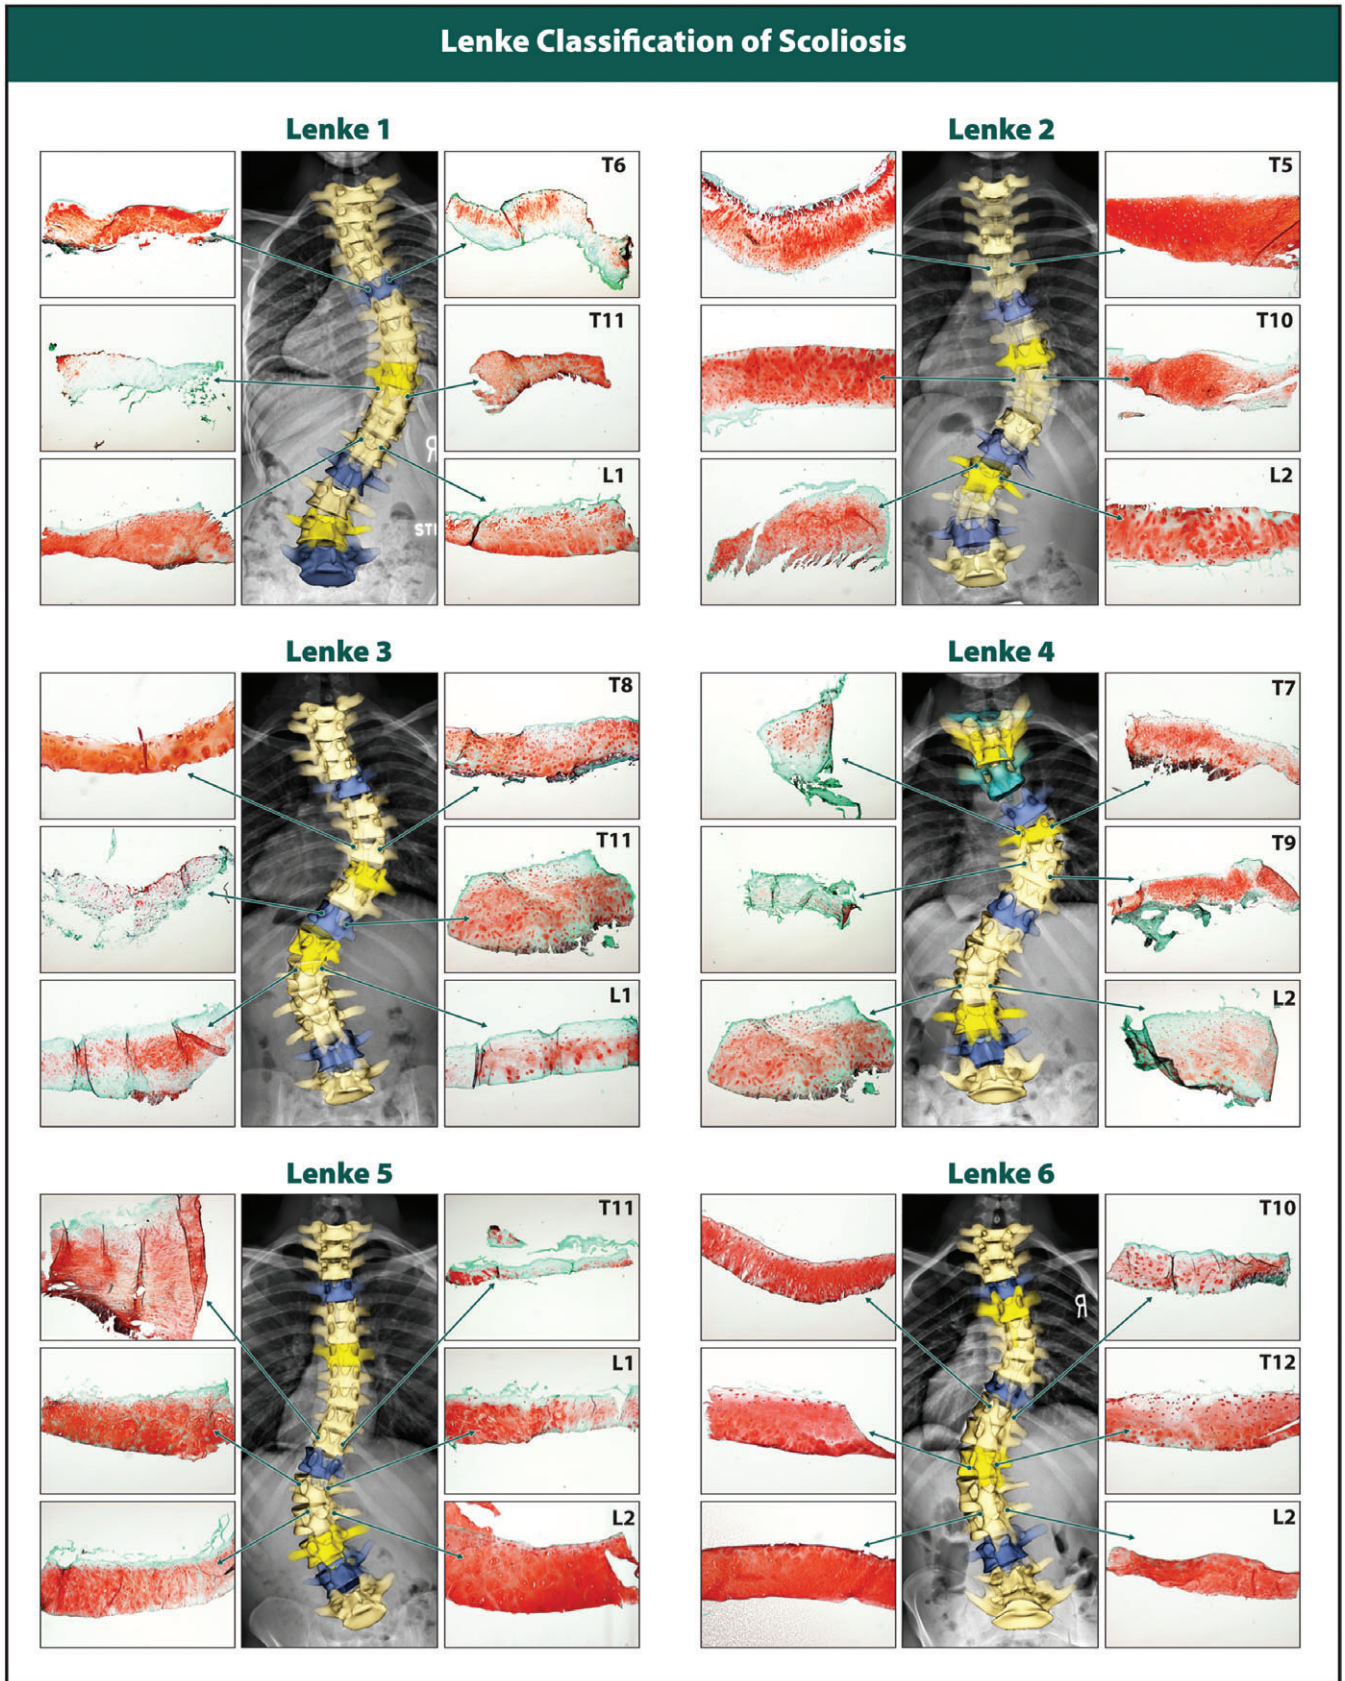 Lenke Classification of Scoliosis
Lenke 1
T6
T11
L1
R
STI
Lenke 2
T5
T10
L2
Lenke 3
T8
T11
L1
Lenke 4
T7
T9
L2
Lenke 5
T11
L1
L2
Lenke 6
T10
T12
L2
R